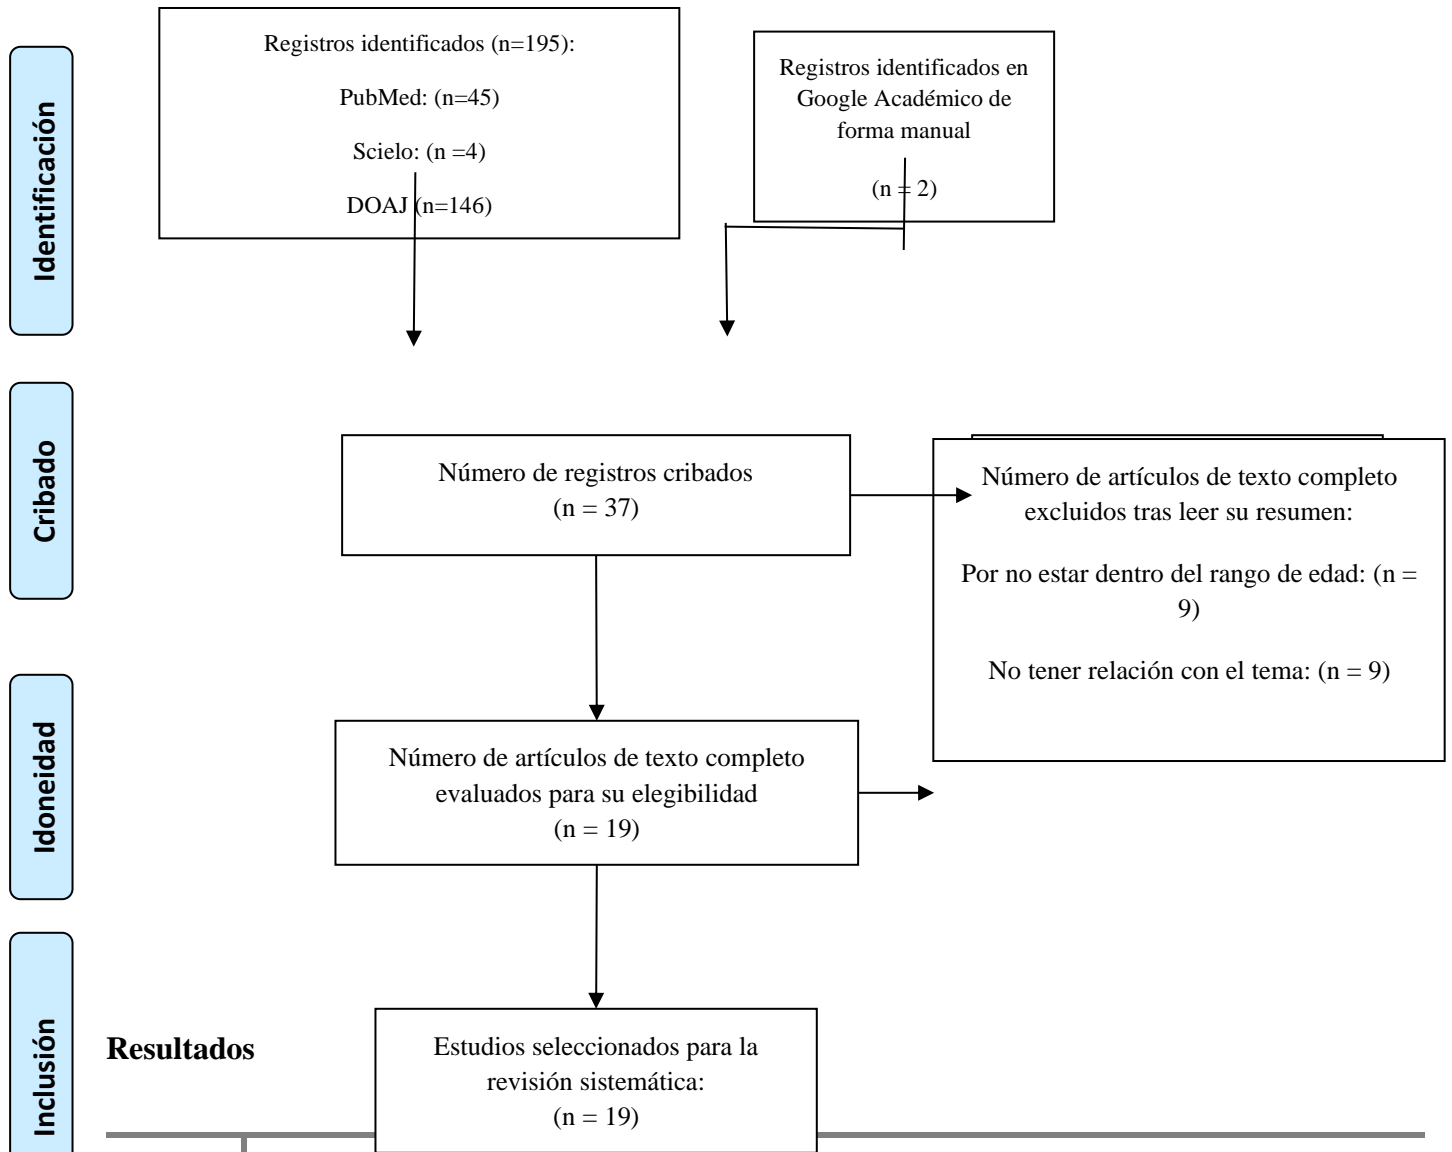 Identificación
Registros identificados (n=195):
PubMed: (n=45)
Scielo: (n =4)
DOAJ (n=146)
Registros identificados en
Google Académico de
forma manual
(n = 2)
Cribado
Número de registros cribados
(n = 37)
Número de artículos de texto completo
excluidos tras leer su resumen:
Por no estar dentro del rango de edad: (n =
9)
No tener relación con el tema: (n = 9)
Idoneidad
Número de artículos de texto completo
evaluados para su elegibilidad
(n = 19)
Inclusión
Resultados
Estudios seleccionados para la
revisión sistemática:
(n = 19)